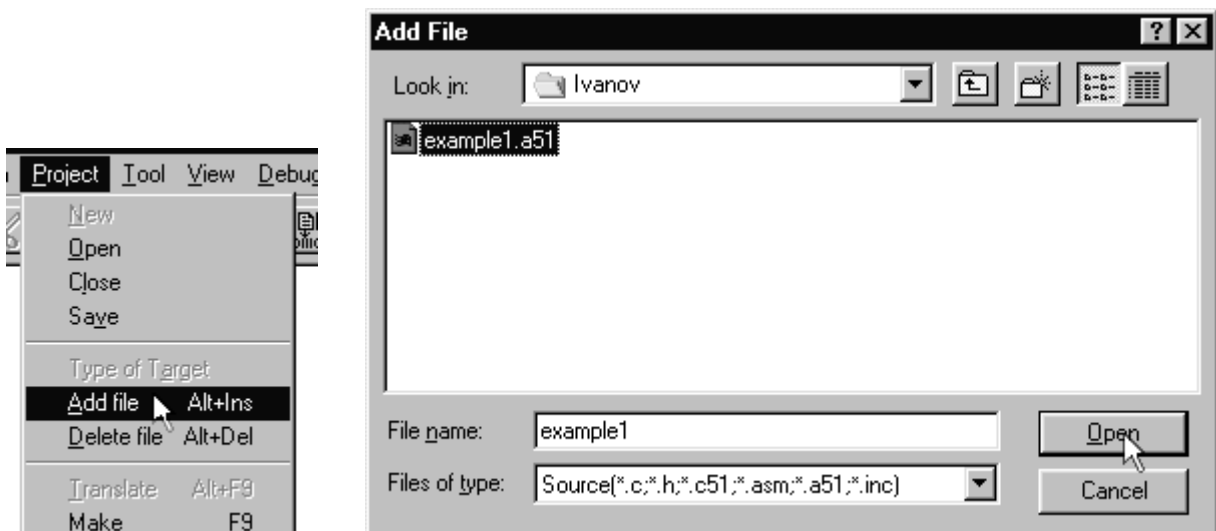 Project Tool View Debug
New
Open
Close
Save
Type of Target
Add file Alt+Ins
Delete file Alt+Del
Translate Alt+F9
Make F9
Add File
Look in: Ivanov
example1.a51
File name: example1
Open
Files of type: Source(*.c;*.h;*.c51;*.asm;*.a51;*.inc)
Cancel